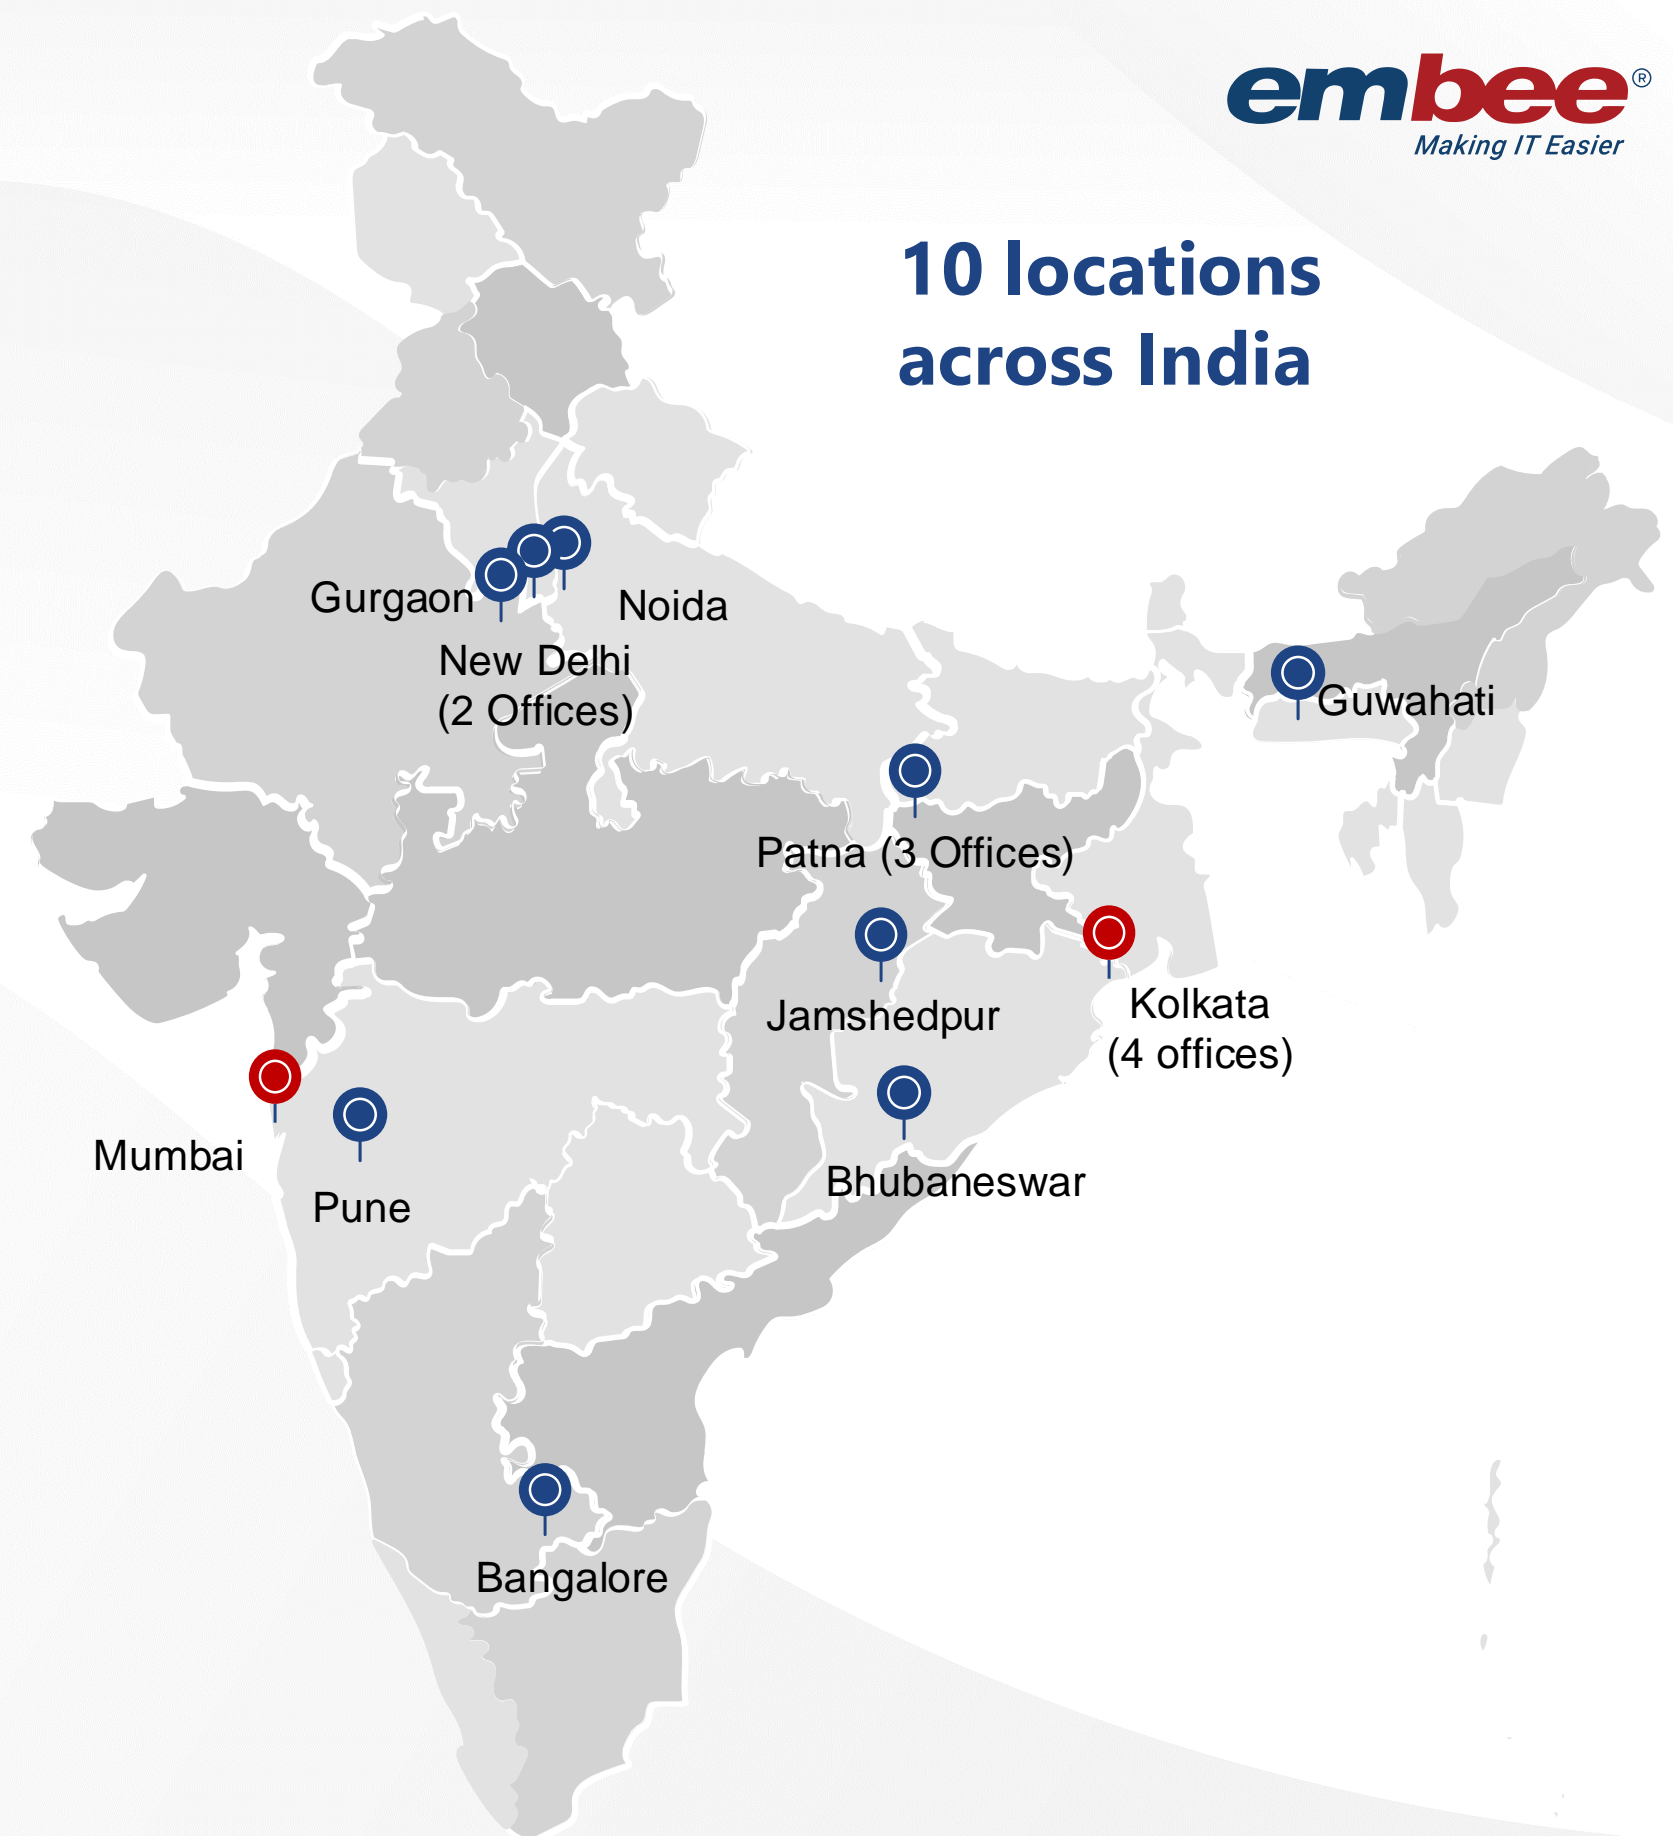 embee®
Making IT Easier
10 locations
across India
Gurgaon
Noida
New Delhi
(2 Offices)
Guwahati
Patna (3 Offices)
Jamshedpur
Kolkata
(4 offices)
Mumbai
Pune
Bhubaneswar
Bangalore